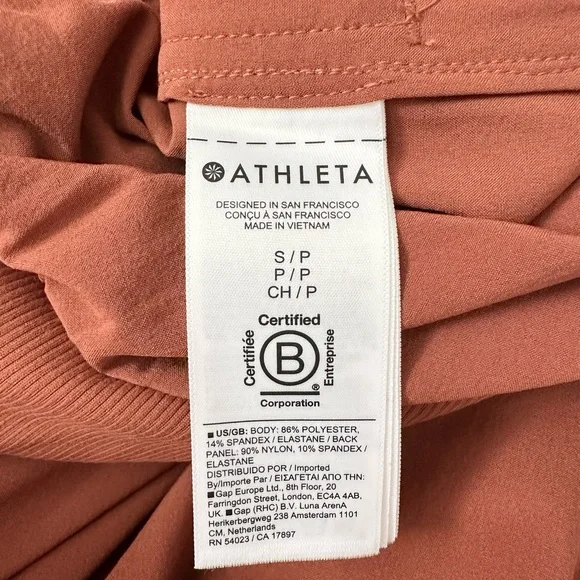 ATHLETA
DESIGNED IN SAN FRANCISCO
CONÇU À SAN FRANCISCO
MADE IN VIETNAM
S / P
P / P
CH / P
Certified
Certifiée
B
Entreprise
®
Corporation
■ US/GB: BODY: 86% POLYESTER,
14% SPANDEX / ELASTANE / BACK
PANEL: 90% NYLON, 10% SPANDEX /
ELASTANE
DISTRIBUIDO POR / Imported
By/Importe Par / ΕΙΣΑΓΕΤΑΙ ΑΠΟ ΤΗΝ:
■ Gap Europe Ltd., 8th Floor, 20
Farringdon Street, London, EC4A 4AB,
UK. ■ Gap (RHC) B.V. Luna ArenA
Herikerbergweg 238 Amsterdam 1101
CM, Netherlands
RN 54023 / CA 17897